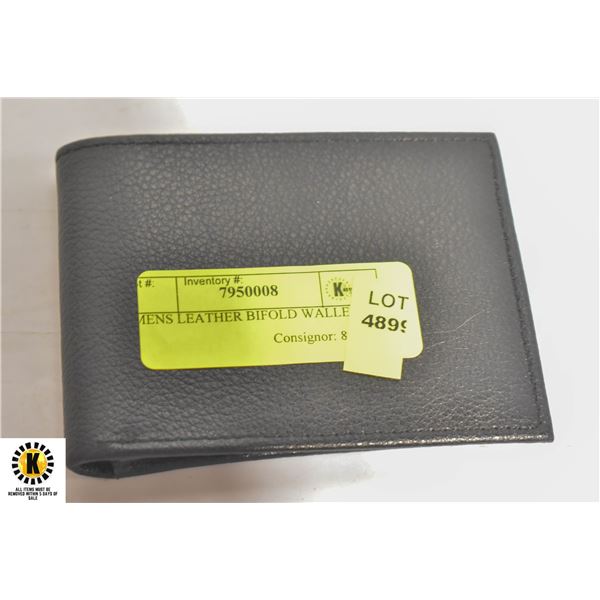 t #:
Inventory #:
7950008
K
LOT
4899
MENS LEATHER BIFOLD WALLE
Consignor: 8
K
ALL ITEMS MUST BE
REMOVED WITHIN 5 DAYS OF
SALE